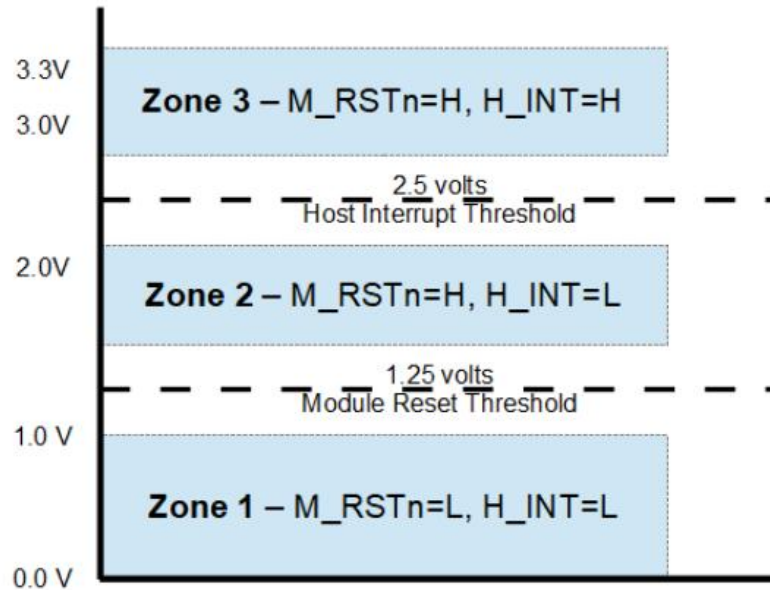 3.3V
Zone 3 – M_RSTn=H, H_INT=H
3.0V
2.5 volts
Host Interrupt Threshold
2.0V
Zone 2 – M_RSTn=H, H_INT=L
1.25 volts
Module Reset Threshold
1.0 V
Zone 1 – M_RSTn=L, H_INT=L
0.0 V